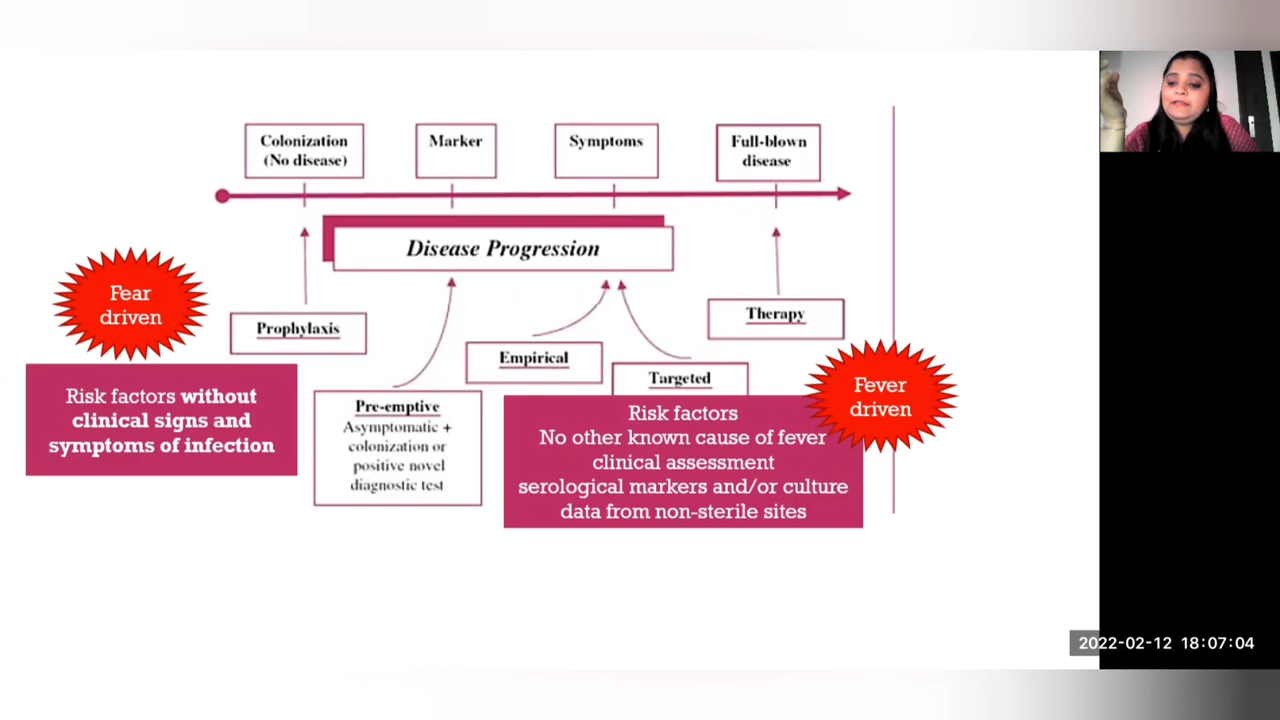 Colonization
(No disease)
Marker
Symptoms
Full-blown
disease
Disease Progression
Fear
driven
Prophylaxis
Therapy
Empirical
Targeted
Fever
driven
Risk factors without
clinical signs and
symptoms of infection
Pre-emptive
Asymptomatic +
colonization or
positive novel
diagnostic test
Risk factors
No other known cause of fever
clinical assessment
serological markers and/or culture
data from non-sterile sites
2022-02-12 18:07:04